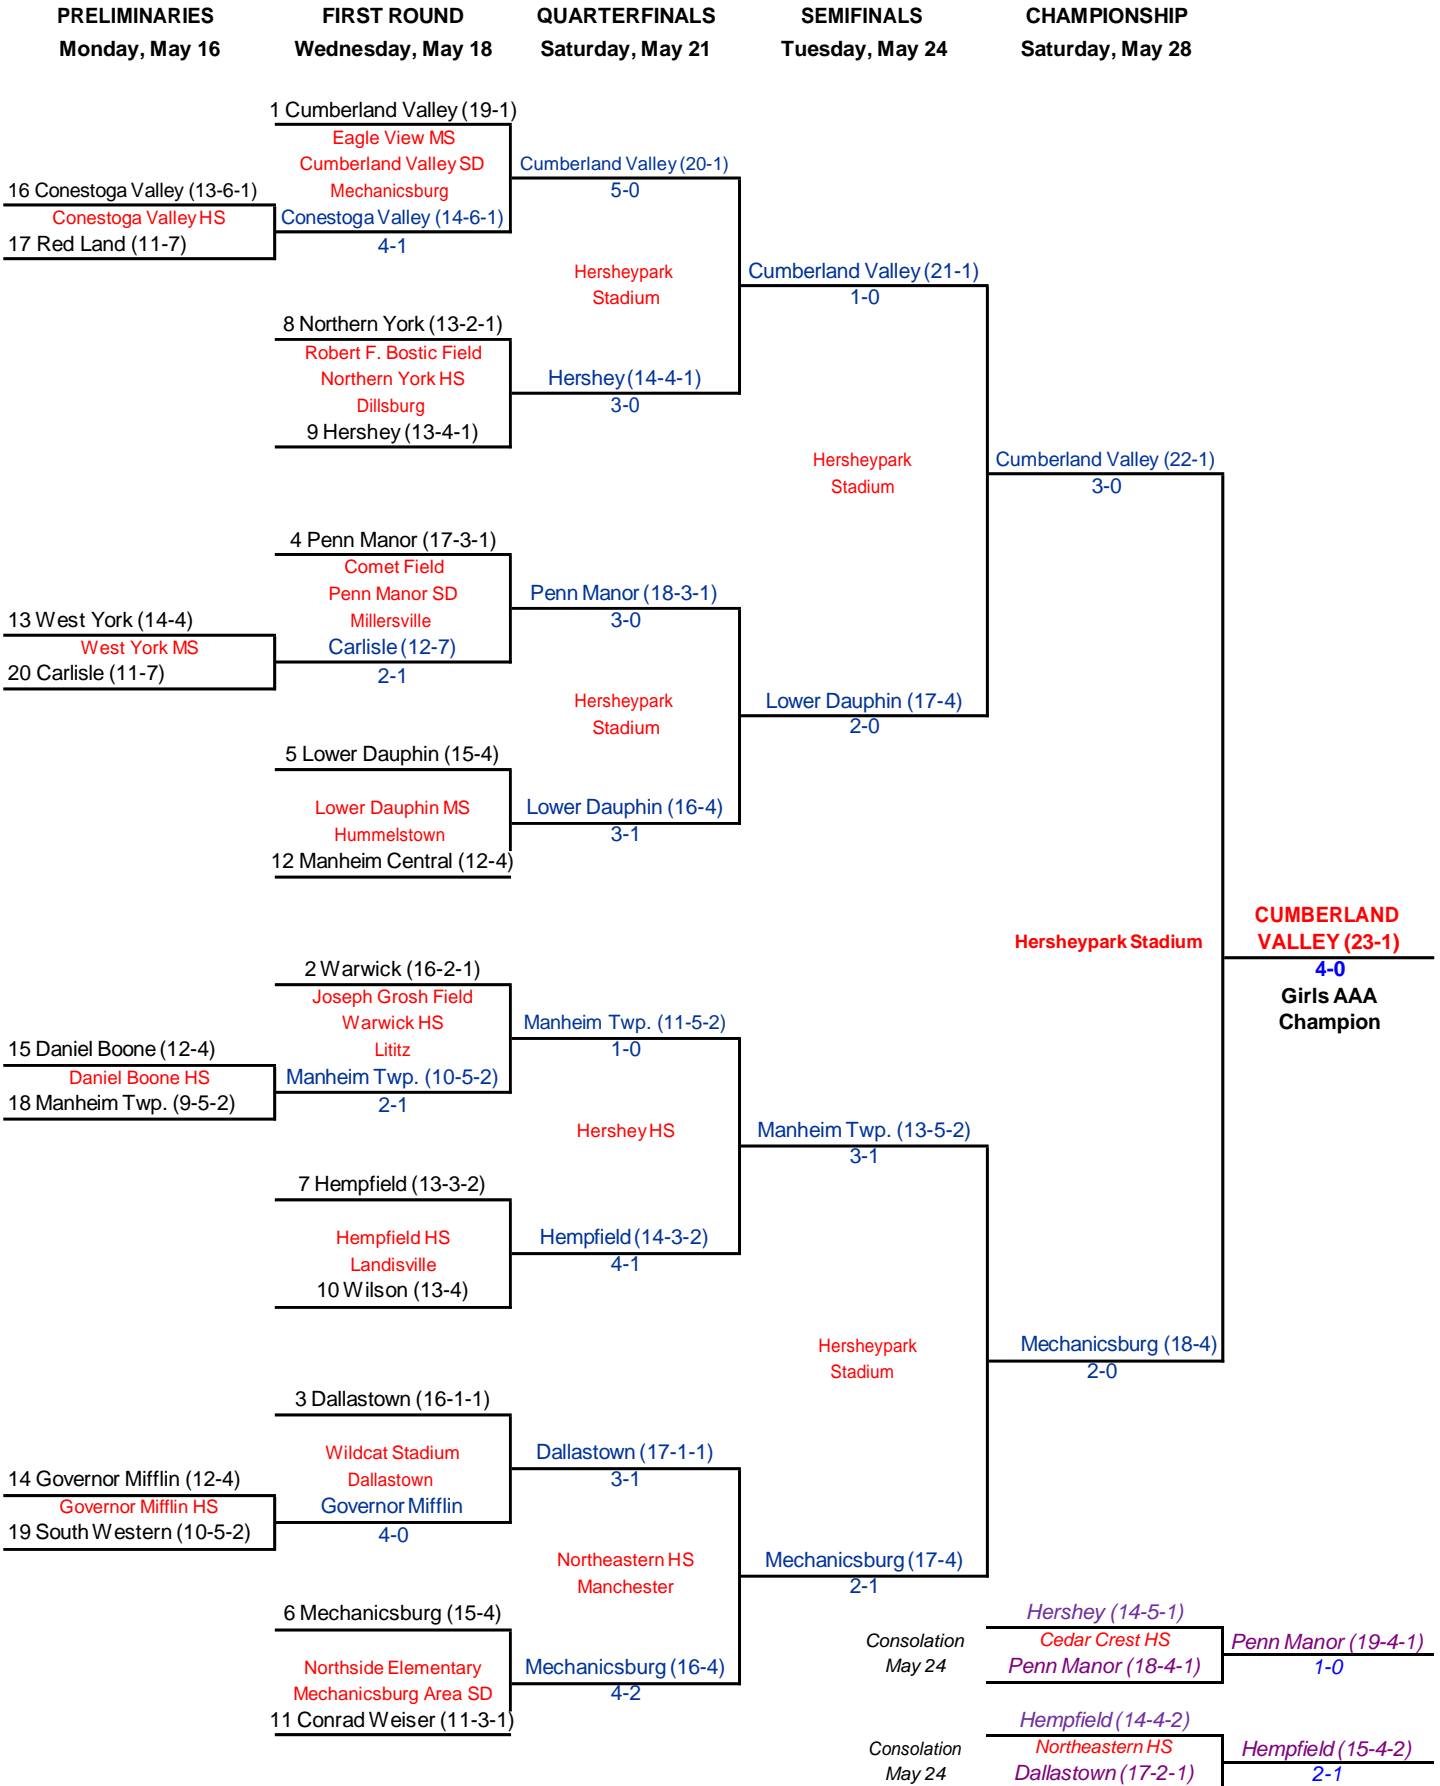 PRELIMINARIES
Monday, May 16
FIRST ROUND
Wednesday, May 18
QUARTERFINALS
Saturday, May 21
SEMIFINALS
Tuesday, May 24
CHAMPIONSHIP
Saturday, May 28
16 Conestoga Valley (13-6-1)
Conestoga Valley HS
17 Red Land (11-7)
13 West York (14-4)
West York MS
20 Carlisle (11-7)
15 Daniel Boone (12-4)
Daniel Boone HS
18 Manheim Twp. (9-5-2)
14 Governor Mifflin (12-4)
Governor Mifflin HS
19 South Western (10-5-2)
1 Cumberland Valley (19-1)
Eagle View MS
Cumberland Valley SD
Mechanicsburg
Conestoga Valley (14-6-1)
4-1
8 Northern York (13-2-1)
Robert F. Bostic Field
Northern York HS
Dillsburg
9 Hershey (13-4-1)
4 Penn Manor (17-3-1)
Comet Field
Penn Manor SD
Millersville
Carlisle (12-7)
2-1
5 Lower Dauphin (15-4)
Lower Dauphin MS
Hummelstown
12 Manheim Central (12-4)
2 Warwick (16-2-1)
Joseph Grosh Field
Warwick HS
Lititz
Manheim Twp. (10-5-2)
2-1
7 Hempfield (13-3-2)
Hempfield HS
Landisville
10 Wilson (13-4)
3 Dallastown (16-1-1)
Wildcat Stadium
Dallastown
Governor Mifflin
4-0
6 Mechanicsburg (15-4)
Northside Elementary
Mechanicsburg Area SD
11 Conrad Weiser (11-3-1)
Cumberland Valley (20-1)
5-0
Hersheypark
Stadium
Hershey (14-4-1)
3-0
Penn Manor (18-3-1)
3-0
Hersheypark
Stadium
Lower Dauphin (16-4)
3-1
Manheim Twp. (11-5-2)
1-0
Hershey HS
Hempfield (14-3-2)
4-1
Dallastown (17-1-1)
3-1
Northeastern HS
Manchester
Mechanicsburg (16-4)
4-2
Cumberland Valley (21-1)
1-0
Hersheypark
Stadium
Lower Dauphin (17-4)
2-0
Manheim Twp. (13-5-2)
3-1
Hersheypark
Stadium
Mechanicsburg (17-4)
2-1
Cumberland Valley (22-1)
3-0
Hersheypark Stadium
Mechanicsburg (18-4)
2-0
CUMBERLAND
VALLEY (23-1)
4-0
Girls AAA
Champion
Consolation
May 24
Hershey (14-5-1)
Cedar Crest HS
Penn Manor (18-4-1)
Penn Manor (19-4-1)
1-0
Consolation
May 24
Hempfield (14-4-2)
Northeastern HS
Dallastown (17-2-1)
Hempfield (15-4-2)
2-1